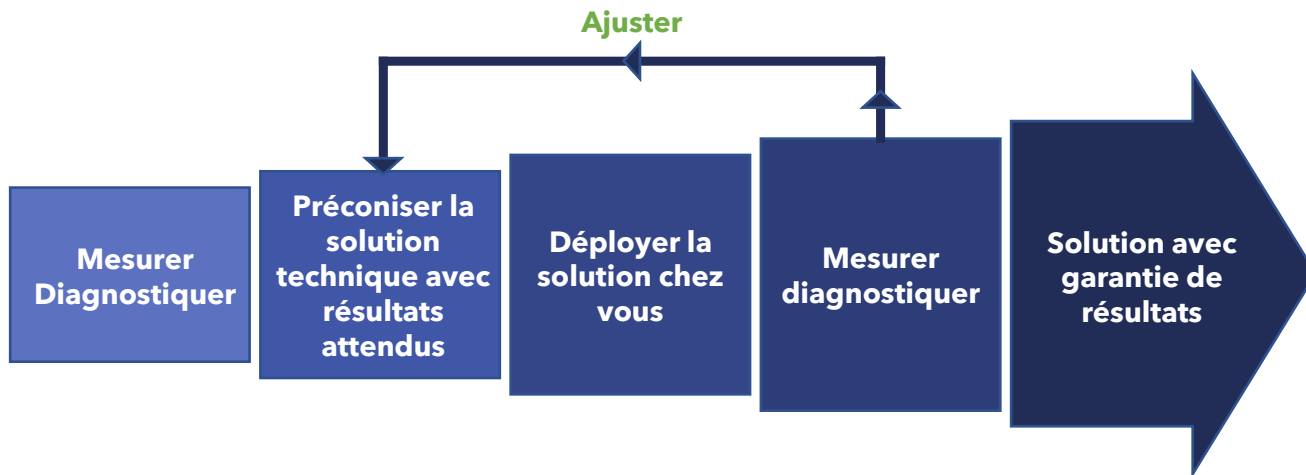 Ajuster
Mesurer
Diagnostiquer
Préconiser la
solution
technique avec
résultats
attendus
Déployer la
solution chez
vous
Mesurer
diagnostiquer
Solution avec
garantie de
résultats